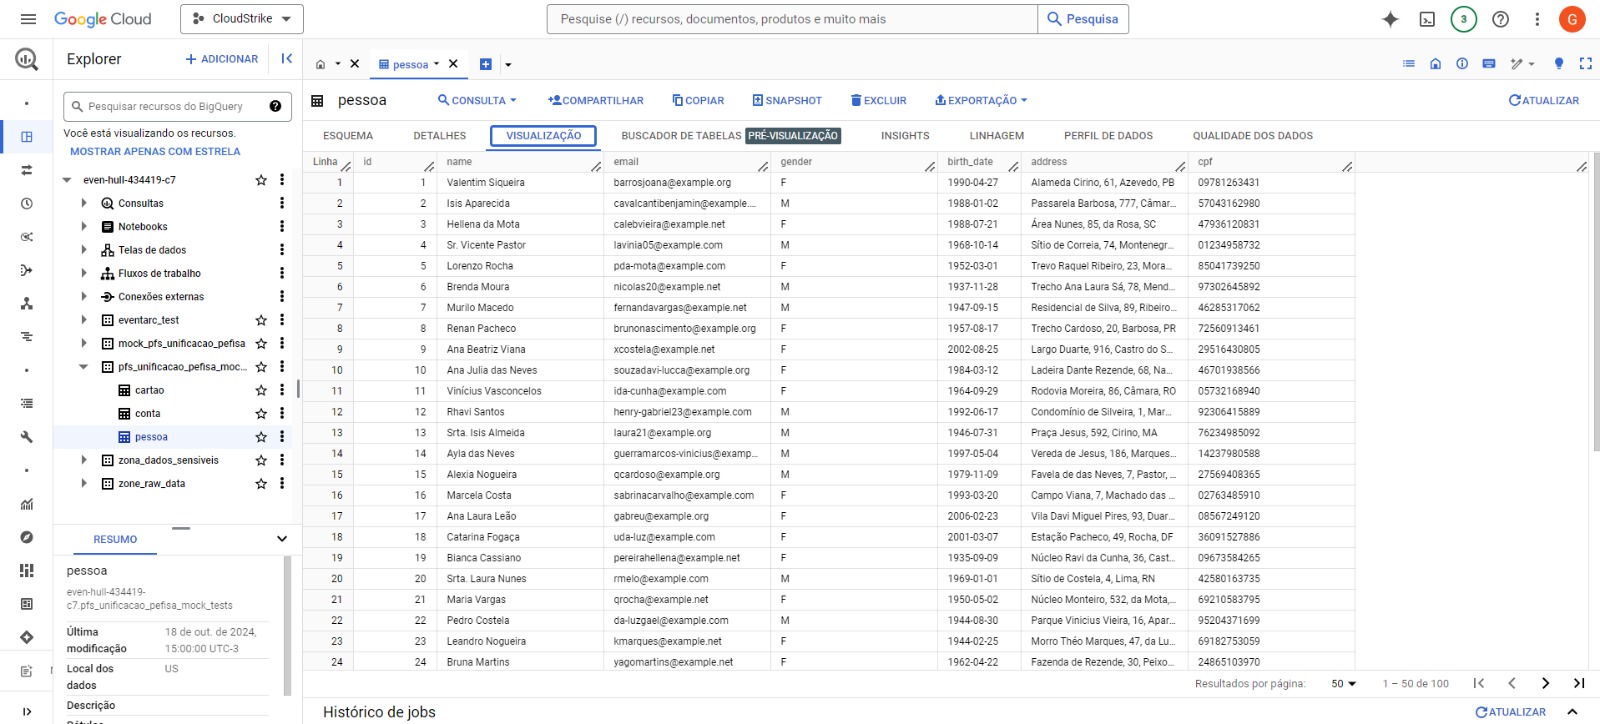 Google Cloud
CloudStrike
Pesquise (/) recursos, documentos, produtos e muito mais
Pesquisa
3
G
Explorer
+ ADICIONAR
Pesquisar recursos do BigQuery
Você está visualizando os recursos.
MOSTRAR APENAS COM ESTRELA
even-hull-434419-c7
Consultas
Notebooks
Telas de dados
Fluxos de trabalho
Conexões externas
eventarc_test
mock_pfs_unificacao_pefisa
pfs_unificacao_pefisa_moc...
cartao
conta
pessoa
zona_dados_sensiveis
zone_raw_data
RESUMO
pessoa
even-hull-434419-
c7.pfs_unificacao_pefisa_mock_tests
Última modificação 18 de out. de 2024, 15:00:00 UTC-3
Local dos dados US
Descrição
pessoa
pessoa
CONSULTA
COMPARTILHAR
COPIAR
SNAPSHOT
EXCLUIR
EXPORTAÇÃO
ATUALIZAR
ESQUEMA DETALHES VISUALIZAÇÃO BUSCADOR DE TABELAS PRÉ-VISUALIZAÇÃO INSIGHTS LINHAGEM PERFIL DE DADOS QUALIDADE DOS DADOS
Linha id name email gender birth_date address cpf
1 1 Valentim Siqueira barrosjoana@example.org F 1990-04-27 Alameda Cirino, 61, Azevedo, PB 09781263431
2 2 Isis Aparecida cavalcantibenjamin@example.... M 1988-01-02 Passarela Barbosa, 777, Câmar... 57043162980
3 3 Hellena da Mota calebvieira@example.net F 1988-07-21 Área Nunes, 85, da Rosa, SC 47936120831
4 4 Sr. Vicente Pastor lavinia05@example.com M 1968-10-14 Sítio de Correia, 74, Montenegr... 01234958732
5 5 Lorenzo Rocha pda-mota@example.com F 1952-03-01 Trevo Raquel Ribeiro, 23, Mora... 85041739250
6 6 Brenda Moura nicolas20@example.net M 1937-11-28 Trecho Ana Laura Sá, 78, Mend... 97302645892
7 7 Murilo Macedo fernandavargas@example.net M 1947-09-15 Residencial de Silva, 89, Ribeiro... 46285317062
8 8 Renan Pacheco brunonascimento@example.org F 1957-08-17 Trecho Cardoso, 20, Barbosa, PR 72560913461
9 9 Ana Beatriz Viana xcostela@example.net F 2002-08-25 Largo Duarte, 916, Castro do S... 29516430805
10 10 Ana Julia das Neves souzadavi-lucca@example.org F 1984-03-12 Ladeira Dante Rezende, 68, Na... 46701938566
11 11 Vinícius Vasconcelos ida-cunha@example.com F 1964-09-29 Rodovia Moreira, 86, Câmara, RO 05732168940
12 12 Rhavi Santos henry-gabriel23@example.com M 1992-06-17 Condomínio de Silveira, 1, Mar... 92306415889
13 13 Srta. Isis Almeida laura21@example.org M 1946-07-31 Praça Jesus, 592, Cirino, MA 76234985092
14 14 Ayla das Neves guerramarcos-vinicius@examp... M 1997-05-04 Vereda de Jesus, 186, Marques... 14237980588
15 15 Alexia Nogueira qcardoso@example.org M 1979-11-09 Favela de das Neves, 7, Pastor, ... 27569408365
16 16 Marcela Costa sabrinacarvalho@example.com F 1993-03-20 Campo Viana, 7, Machado das ... 02763485910
17 17 Ana Laura Leão gabreu@example.org F 2006-02-23 Vila Davi Miguel Pires, 93, Duar... 08567249120
18 18 Catarina Fogaça uda-luz@example.com F 2001-03-07 Estação Pacheco, 49, Rocha, DF 36091527886
19 19 Bianca Cassiano pereirahellena@example.net F 1935-09-09 Núcleo Ravi da Cunha, 36, Cast... 09673584265
20 20 Srta. Laura Nunes rmelo@example.com M 1969-01-01 Sítio de Costela, 4, Lima, RN 42580163735
21 21 Maria Vargas qrocha@example.net F 1950-05-02 Núcleo Monteiro, 532, da Mota,... 69210583795
22 22 Pedro Costela da-luzgael@example.com M 1944-08-30 Parque Vinicius Vieira, 16, Apar... 95204371699
23 23 Leandro Nogueira kmarques@example.net F 1944-02-25 Morro Théo Marques, 47, da Lu... 69182753059
24 24 Bruna Martins yagomartins@example.net F 1962-04-22 Fazenda de Rezende, 30, Peixo... 24865103970
Resultados por página: 50 1 – 50 de 100
Histórico de jobs
ATUALIZAR